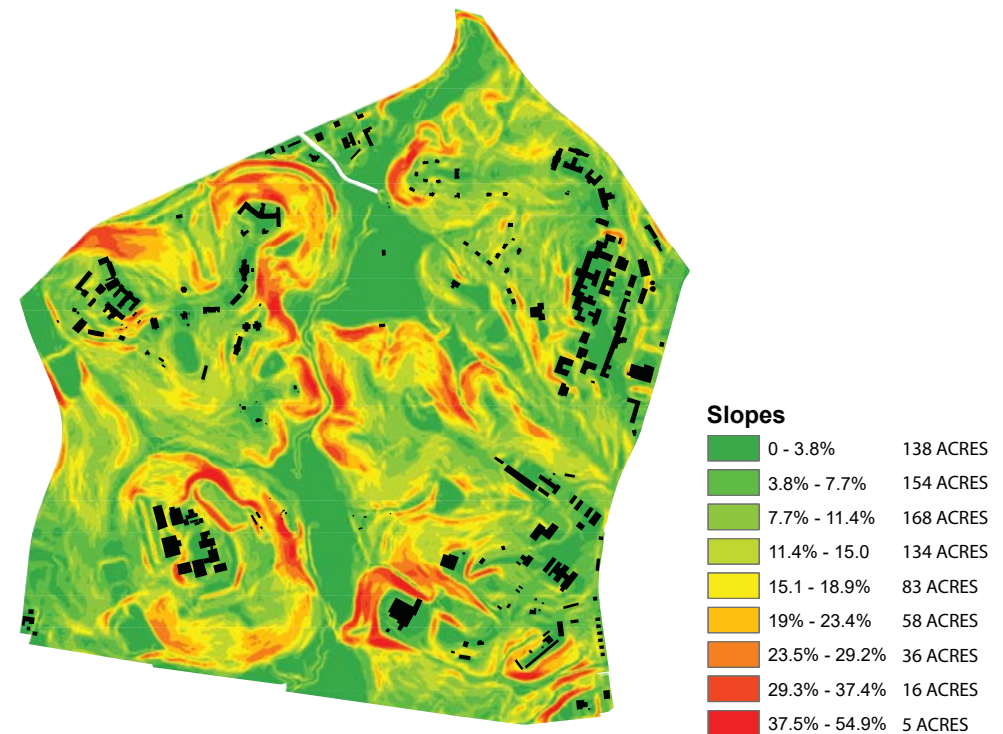 Slopes
0 - 3.8% 138 ACRES
3.8% - 7.7% 154 ACRES
7.7% - 11.4% 168 ACRES
11.4% - 15.0 134 ACRES
15.1 - 18.9% 83 ACRES
19% - 23.4% 58 ACRES
23.5% - 29.2% 36 ACRES
29.3% - 37.4% 16 ACRES
37.5% - 54.9% 5 ACRES